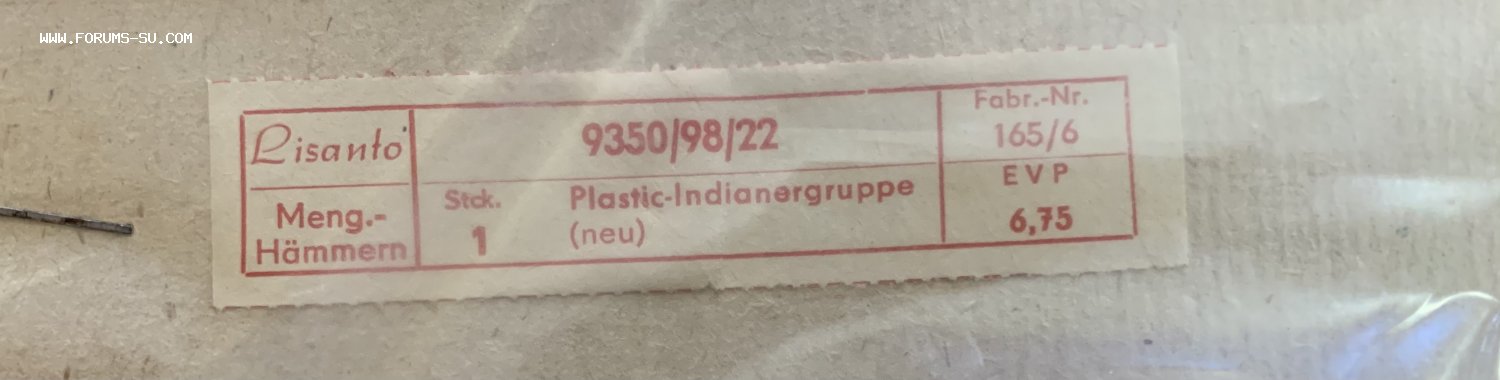 WWW.FORUMS-SU.COM
Lisanto
Meng.-
Hämmern
9350/98/22
Stck.
1
Plastic-Indianergruppe
(neu)
Fabr.-Nr.
165/6
EVP
6,75